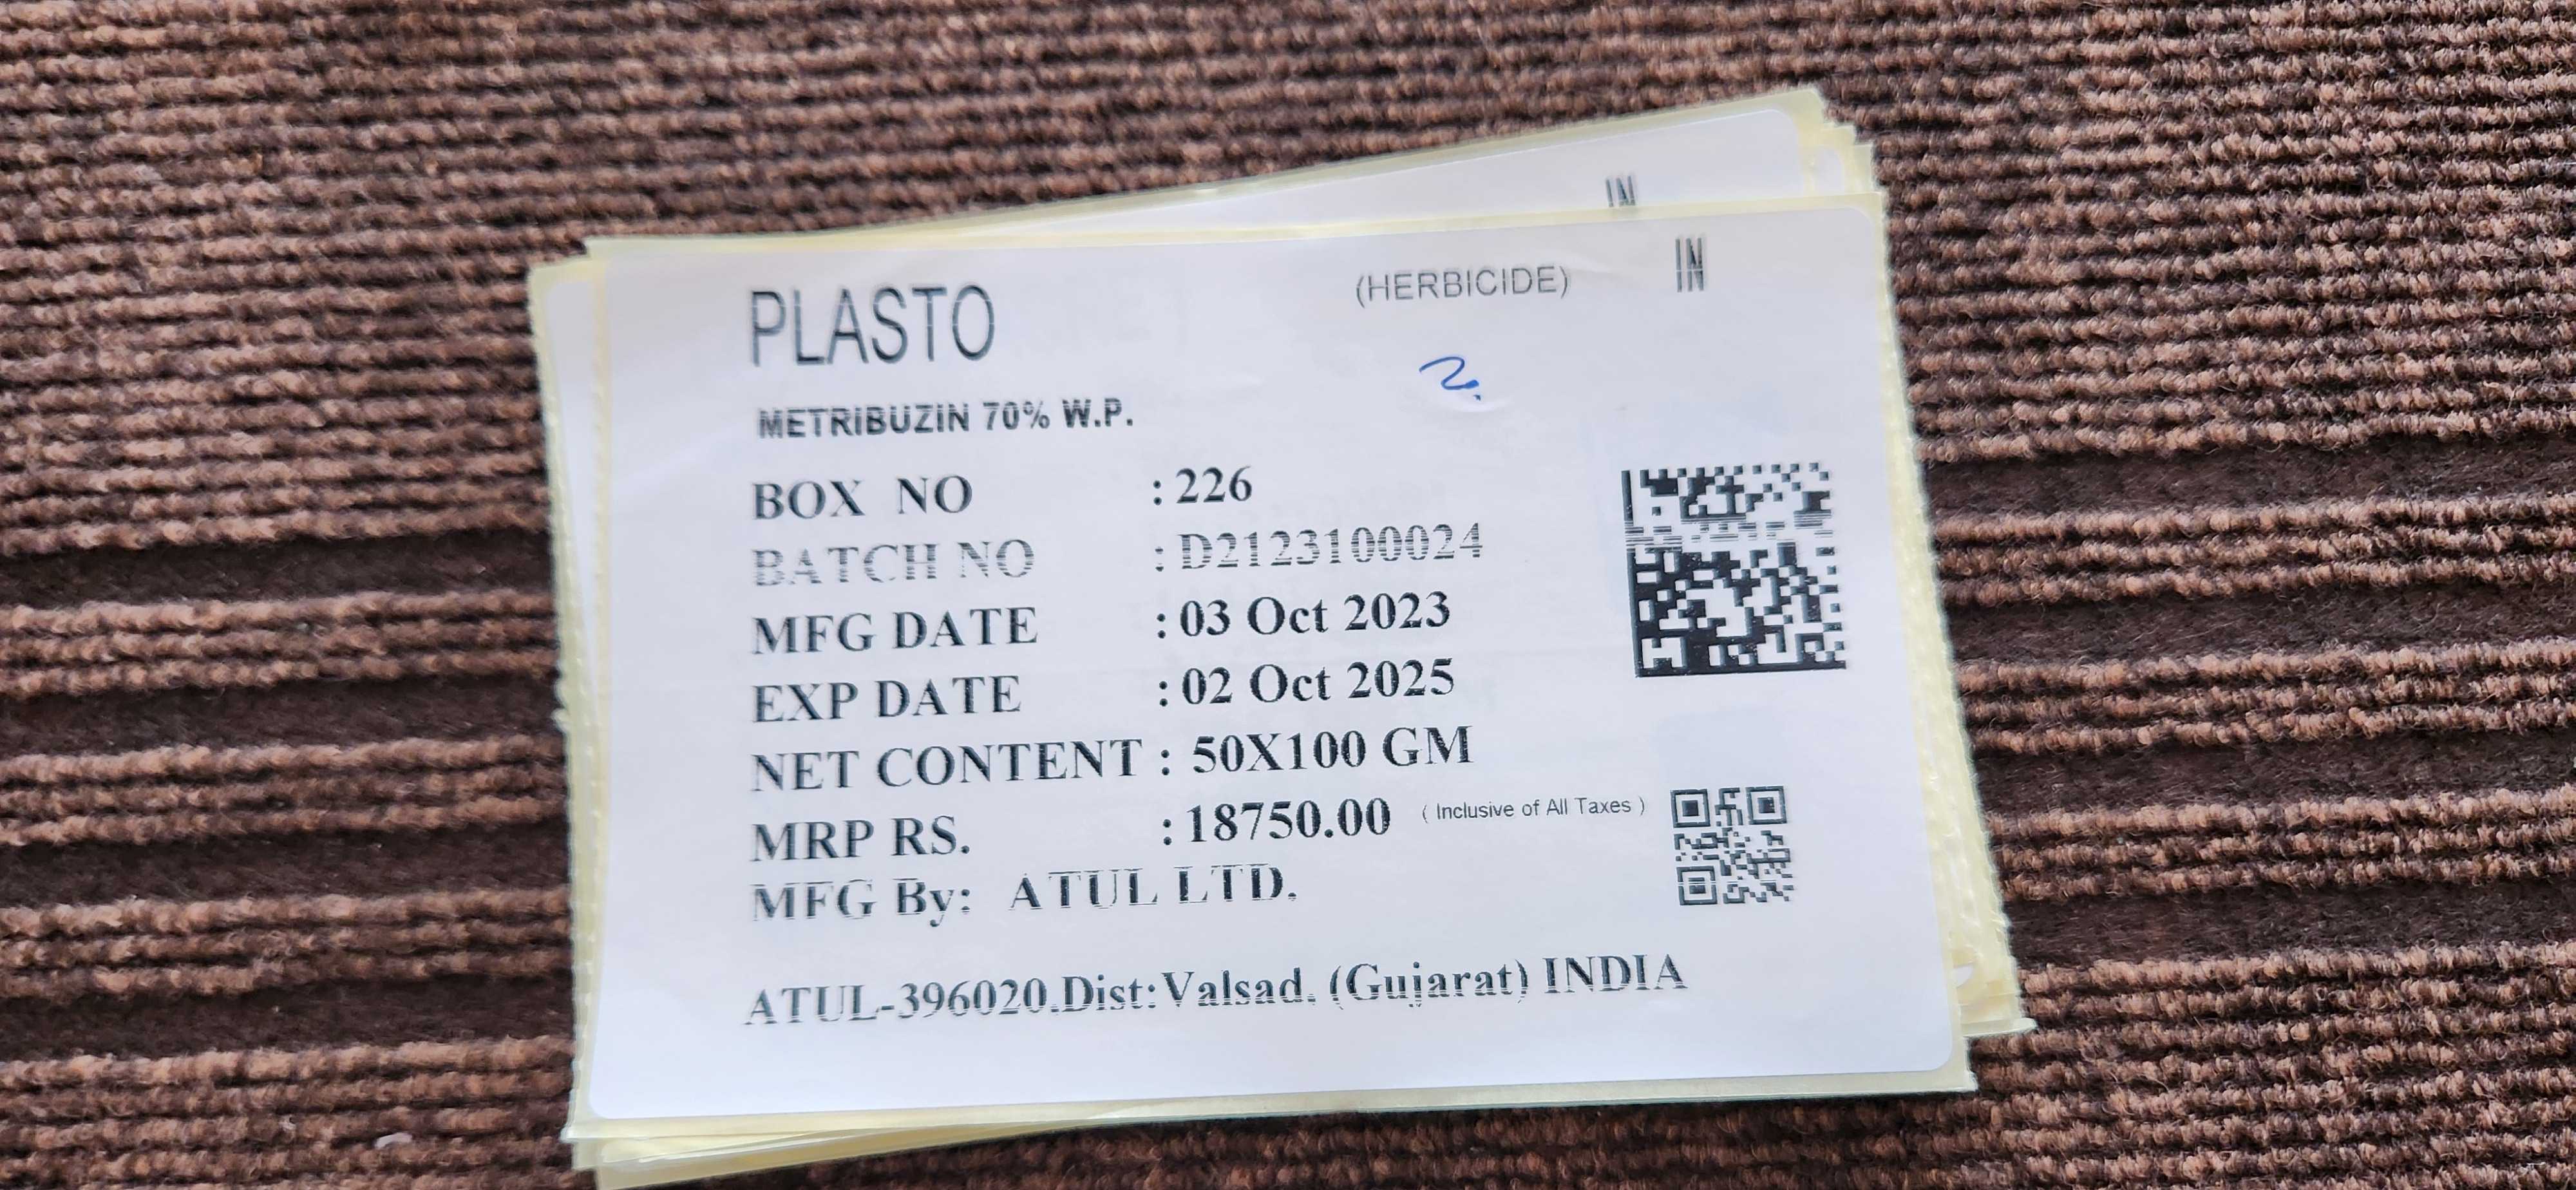 IN
PLASTO (HERBICIDE) IN
METRIBUZIN 70% W.P.
BOX NO : 226
BATCH NO : D2123100024
MFG DATE : 03 Oct 2023
EXP DATE : 02 Oct 2025
NET CONTENT : 50X100 GM
MRP RS. : 18750.00 ( Inclusive of All Taxes )
MFG By: ATUL LTD.
ATUL-396020.Dist:Valsad. (Gujarat) INDIA